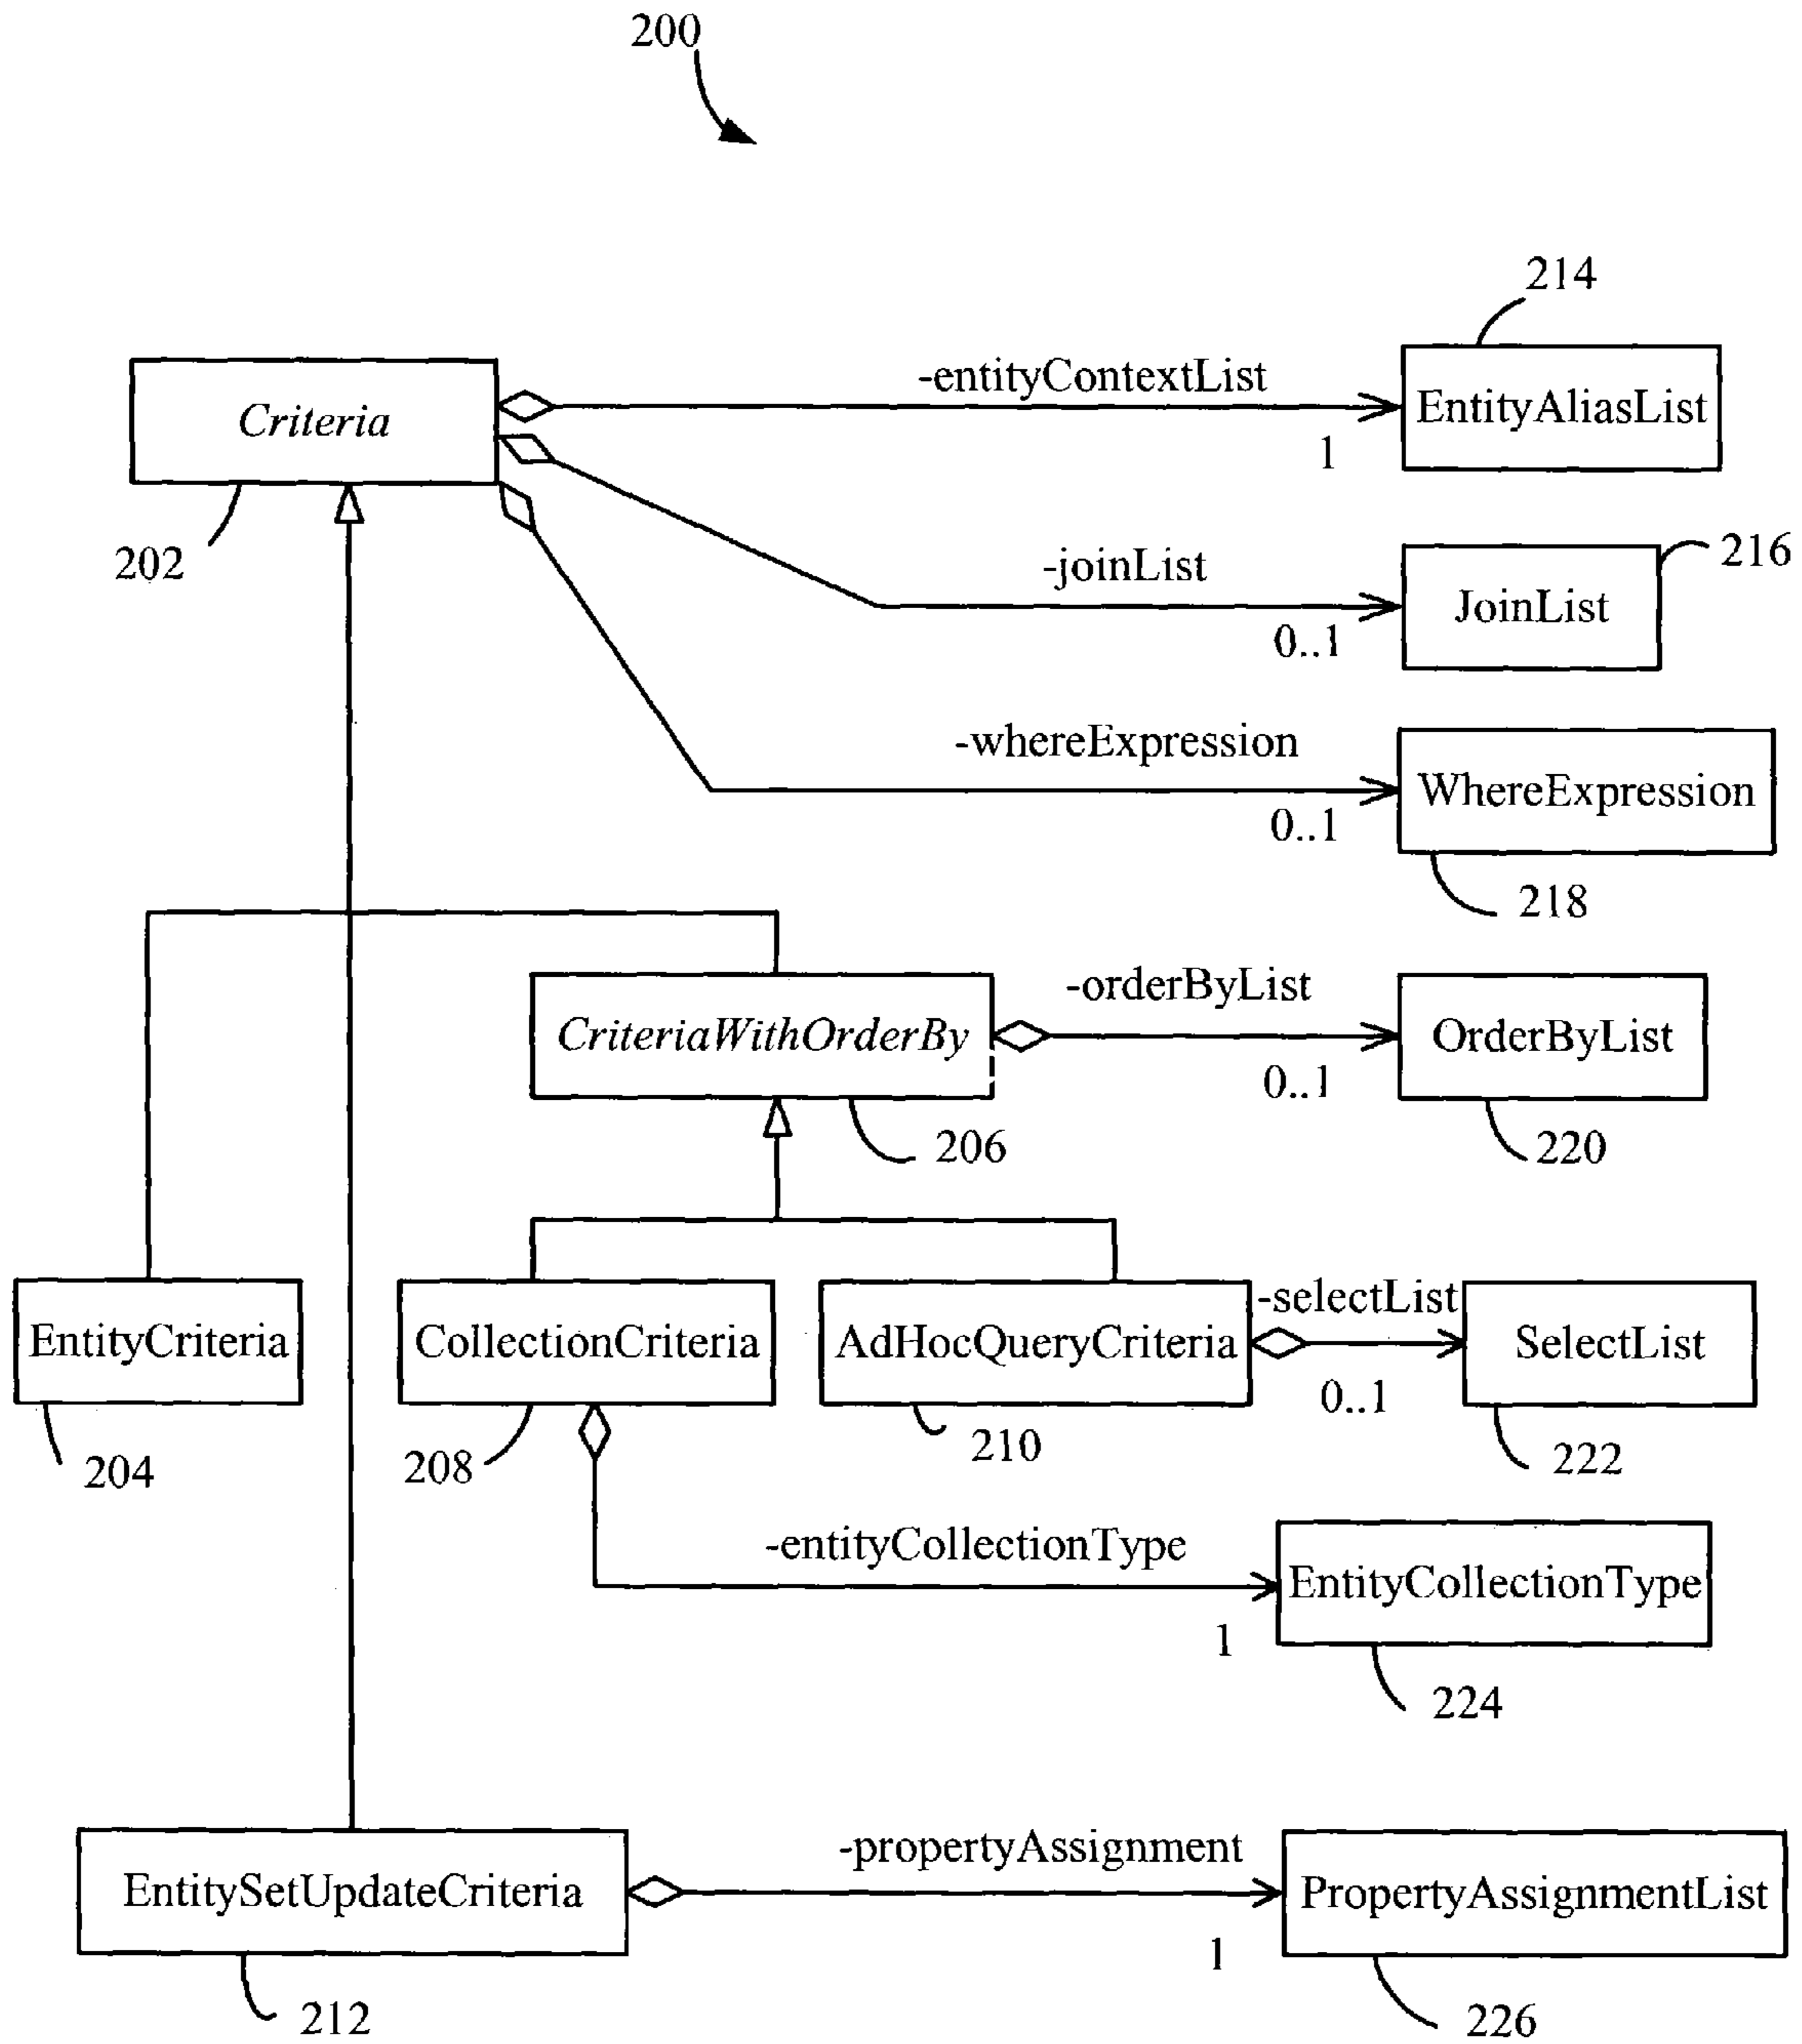 200
214
-entityContextList
Criteria
EntityAliasList
1
202
-joinList
216
JoinList
0..1
-whereExpression
WhereExpression
0..1
218
-orderByList
CriteriaWithOrderBy
OrderByList
0..1
206
220
-selectList
EntityCriteria
CollectionCriteria
AdHocQueryCriteria
SelectList
0..1
204
208
210
222
-entityCollectionType
EntityCollectionType
1
224
-propertyAssignment
EntitySetUpdateCriteria
PropertyAssignmentList
1
212
226